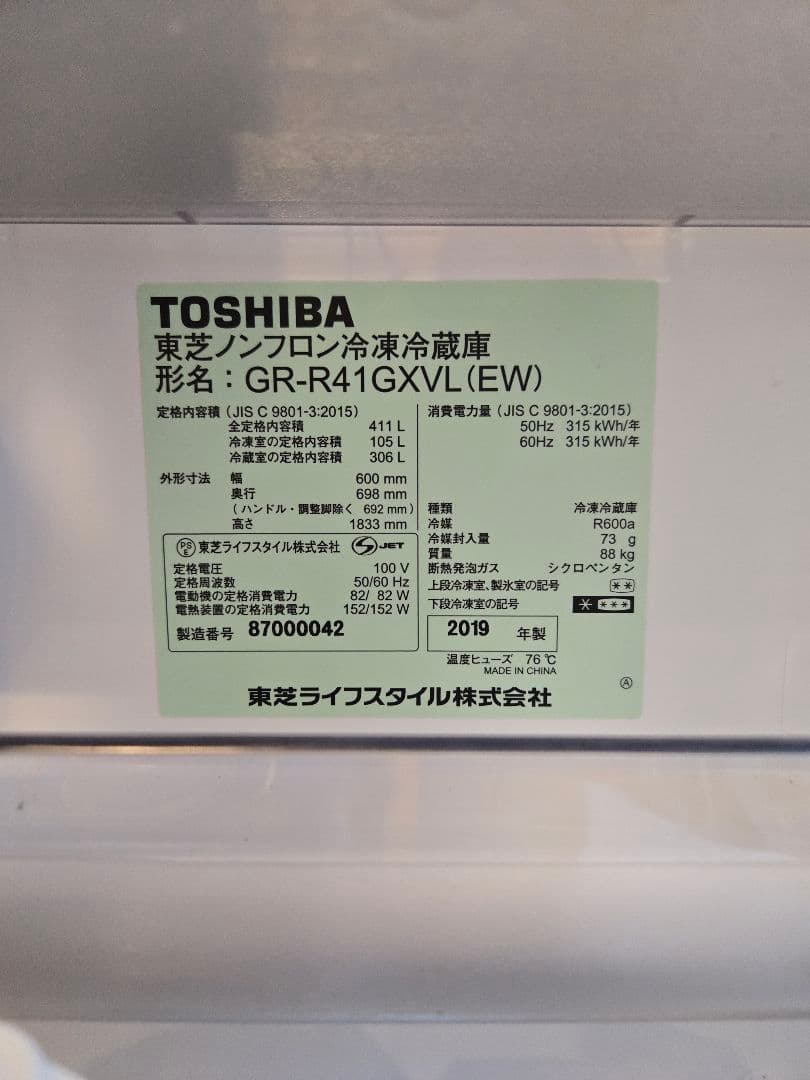 TOSHIBA
東芝ノンフロン冷凍冷蔵庫
形名：GR-R41GXVL(EW)
定格内容積（JIS C 9801-3:2015）
全定格内容積 411 L
冷凍室の定格内容積 105 L
冷蔵室の定格内容積 306 L
外形寸法 幅 600 mm
奥行 698 mm
（ハンドル・調整脚除く 692 mm）
高さ 1833 mm
PS E 東芝ライフスタイル株式会社 S JET
定格電圧 100 V
定格周波数 50/60 Hz
電動機の定格消費電力 82/ 82 W
電熱装置の定格消費電力 152/152 W
製造番号 87000042
消費電力量（JIS C 9801-3:2015）
50Hz 315 kWh/年
60Hz 315 kWh/年
種類 冷凍冷蔵庫
冷媒 R600a
冷媒封入量 73 g
質量 88 kg
断熱発泡ガス シクロペンタン
上段冷凍室、製氷室の記号 **
下段冷凍室の記号 * ***
2019 年製
温度ヒューズ 76 ℃
MADE IN CHINA
Ⓐ
東芝ライフスタイル株式会社